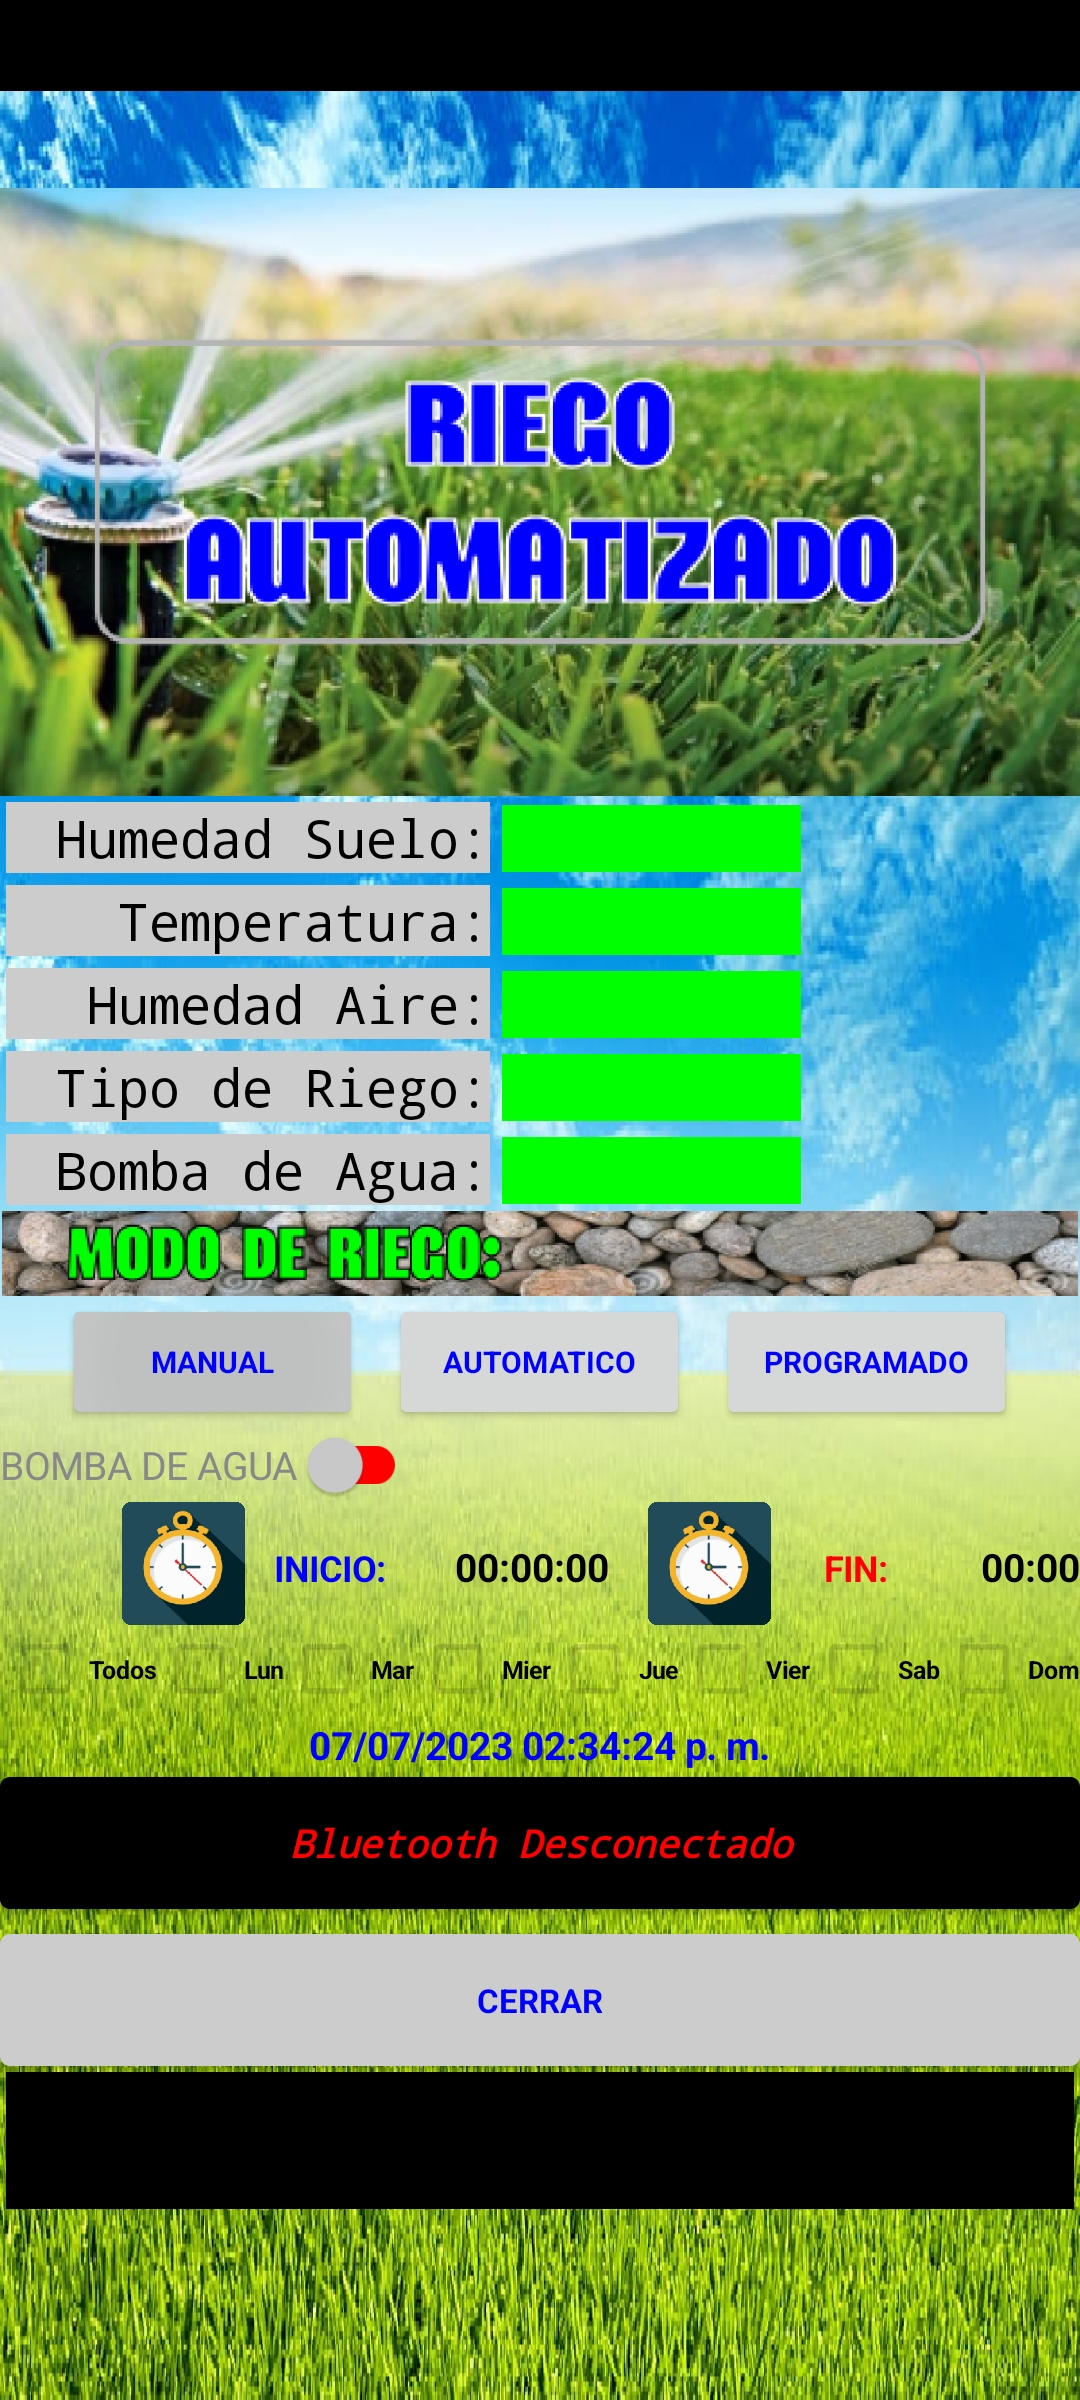 RIEGO
AUTOMATIZADO
Humedad Suelo:
Temperatura:
Humedad Aire:
Tipo de Riego:
Bomba de Agua:
MODO DE RIEGO:
MANUAL AUTOMATICO PROGRAMADO
BOMBA DE AGUA
INICIO: 00:00:00 FIN: 00:00
Todos Lun Mar Mier Jue Vier Sab Dom
07/07/2023 02:34:24 p. m.
Bluetooth Desconectado
CERRAR